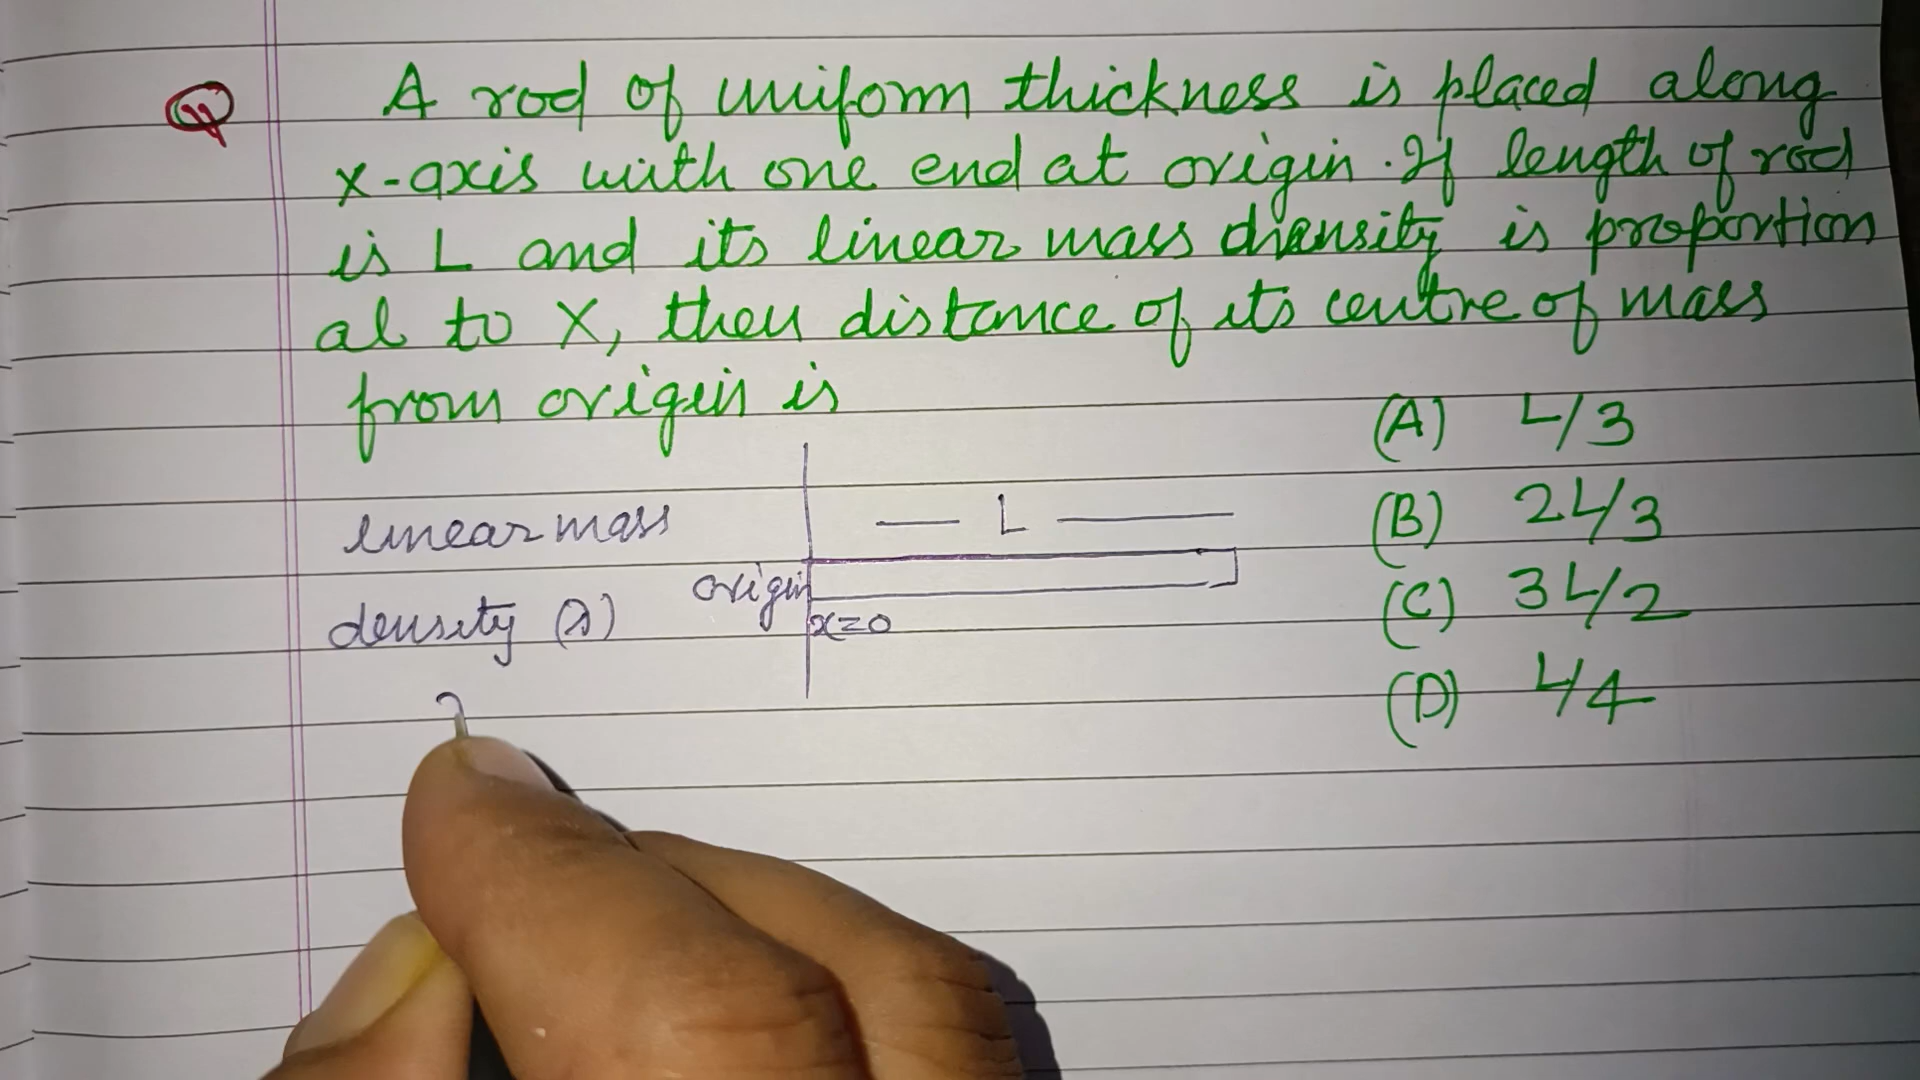 Q
A rod of uniform thickness is placed along
x-axis with one end at origin. If length of rod
is L and its linear mass density is proportion
al to X, then distance of its centre of mass
from origin is
(A) L/3
(B) 2L/3
(C) 3L/2
(D) L/4
linear mass
density (λ)
L
origin
x=0